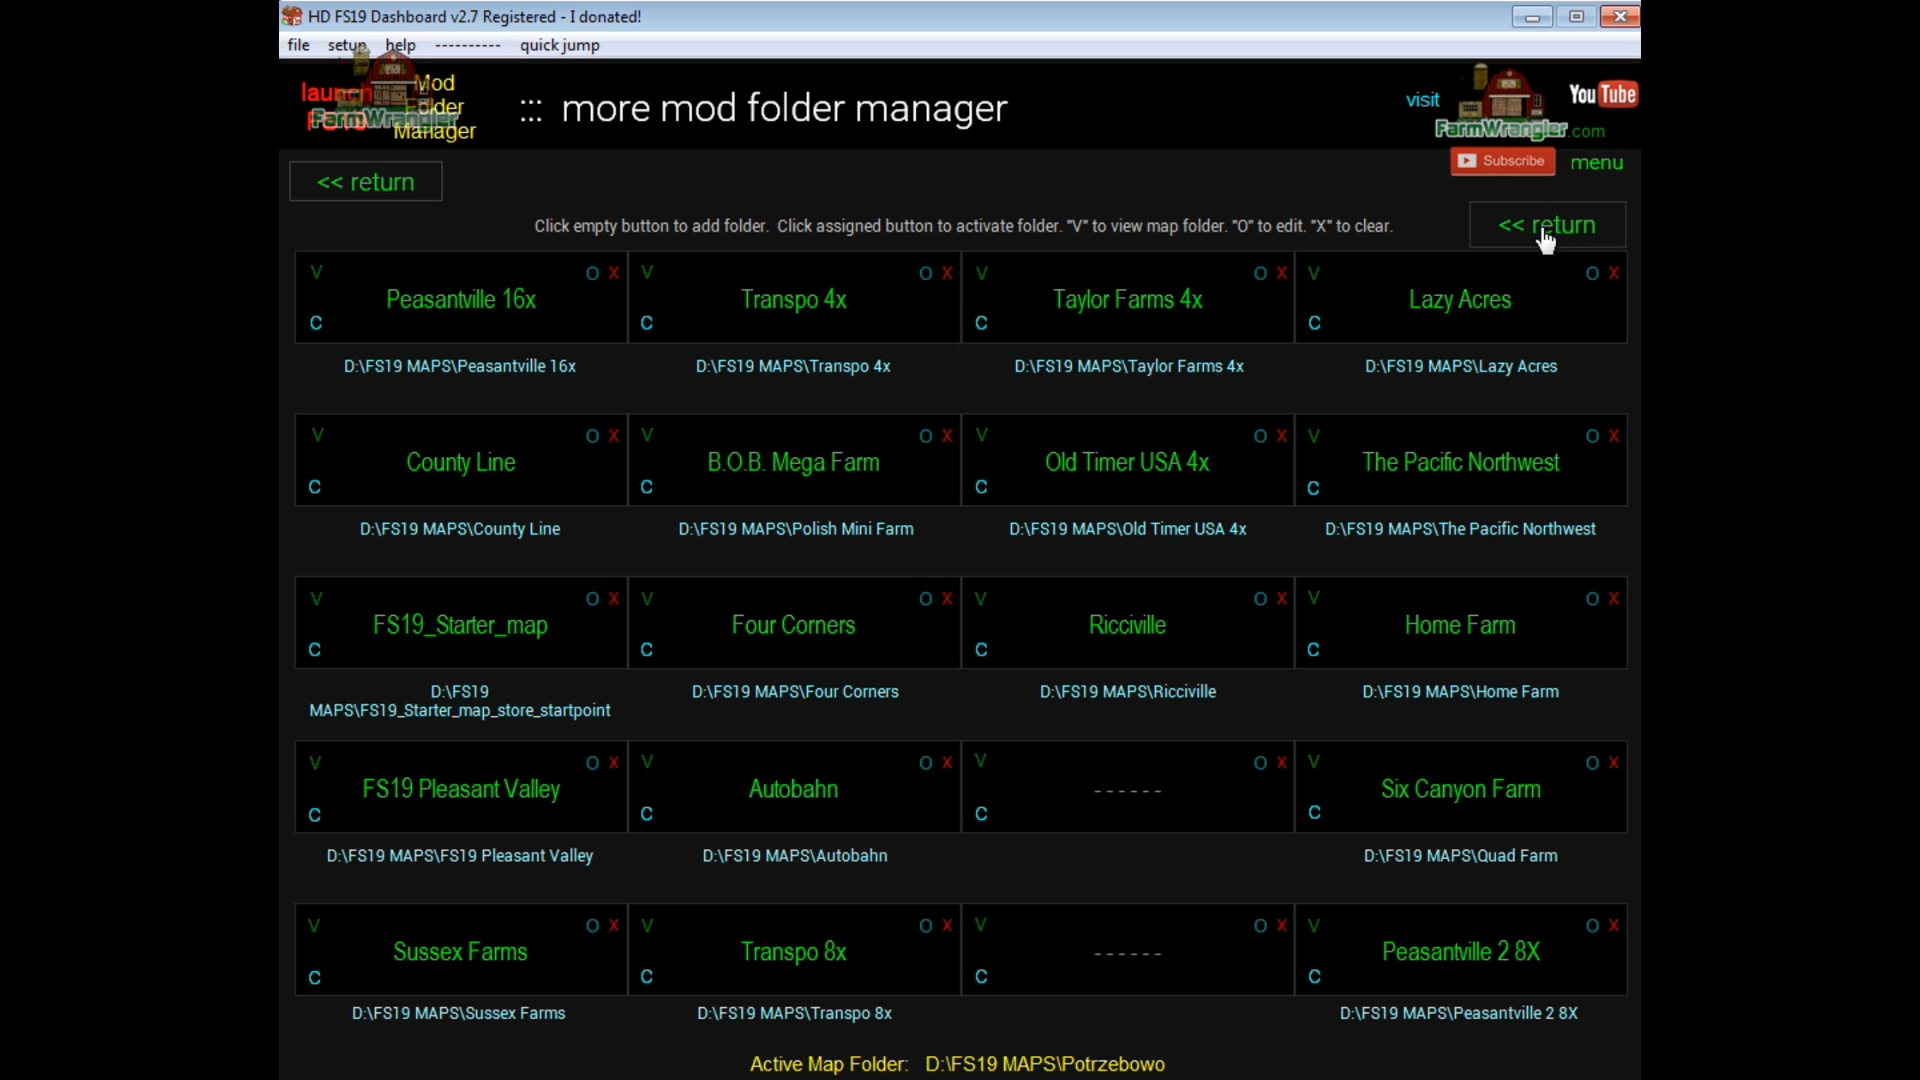 HD FS19 Dashboard v2.7 Registered - I donated!
file setup help ---------- quick jump
launch
Mod
Folder
Manager
FarmWrangler
::: more mod folder manager
visit
FarmWrangler.com
YouTube
Subscribe
menu
<< return
Click empty button to add folder. Click assigned button to activate folder. "V" to view map folder. "O" to edit. "X" to clear.
<< return
V O X V O X V O X V O X
Peasantville 16x Transpo 4x Taylor Farms 4x Lazy Acres
C C C C
D:\FS19 MAPS\Peasantville 16x D:\FS19 MAPS\Transpo 4x D:\FS19 MAPS\Taylor Farms 4x D:\FS19 MAPS\Lazy Acres
V O X V O X V O X V O X
County Line B.O.B. Mega Farm Old Timer USA 4x The Pacific Northwest
C C C C
D:\FS19 MAPS\County Line D:\FS19 MAPS\Polish Mini Farm D:\FS19 MAPS\Old Timer USA 4x D:\FS19 MAPS\The Pacific Northwest
V O X V O X V O X V O X
FS19_Starter_map Four Corners Ricciville Home Farm
C C C C
D:\FS19 MAPS\FS19_Starter_map_store_startpoint D:\FS19 MAPS\Four Corners D:\FS19 MAPS\Ricciville D:\FS19 MAPS\Home Farm
V O X V O X V O X V O X
FS19 Pleasant Valley Autobahn ------ Six Canyon Farm
C C C C
D:\FS19 MAPS\FS19 Pleasant Valley D:\FS19 MAPS\Autobahn D:\FS19 MAPS\Quad Farm
V O X V O X V O X V O X
Sussex Farms Transpo 8x ------ Peasantville 2 8X
C C C C
D:\FS19 MAPS\Sussex Farms D:\FS19 MAPS\Transpo 8x D:\FS19 MAPS\Peasantville 2 8X
Active Map Folder: D:\FS19 MAPS\Potrzebowo